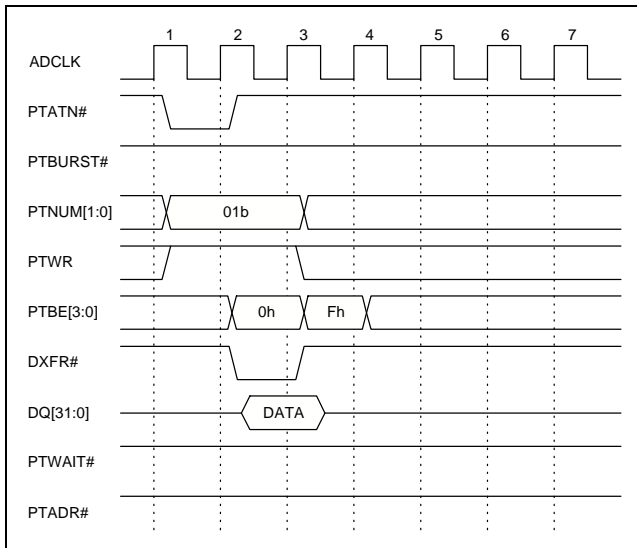 1 2 3 4 5 6 7
ADCLK
PTATN#
PTBURST#
PTNUM[1:0] 01b
PTWR
PTBE[3:0] 0h Fh
DXFR#
DQ[31:0] DATA
PTWAIT#
PTADR#